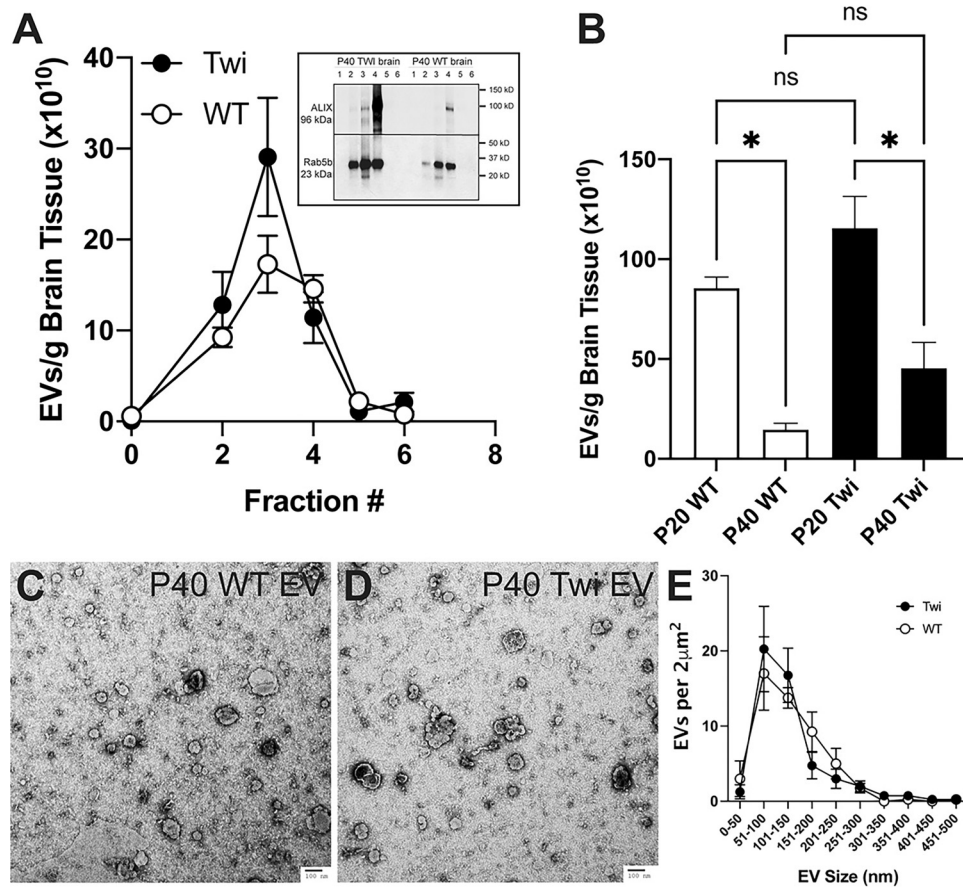 A
EVs/g Brain Tissue (x10¹⁰)
40
30
20
10
0
0
2
4
6
8
Fraction #
Twi
WT
P40 TWI brain P40 WT brain
1 2 3 4 5 6 1 2 3 4 5 6
ALIX
96 kDa
Rab5b
23 kDa
150 kD
100 kD
50 kD
37 kD
20 kD
B
ns
ns
* *
EVs/g Brain Tissue (x10¹⁰)
150
100
50
0
P20 WT
P40 WT
P20 Twi
P40 Twi
C
P40 WT EV
100 nm
D
P40 Twi EV
100 nm
E
EVs per 2μm²
30
20
10
0
Twi
WT
0-50
51-100
101-150
151-200
201-250
251-300
301-350
351-400
401-450
451-500
EV Size (nm)